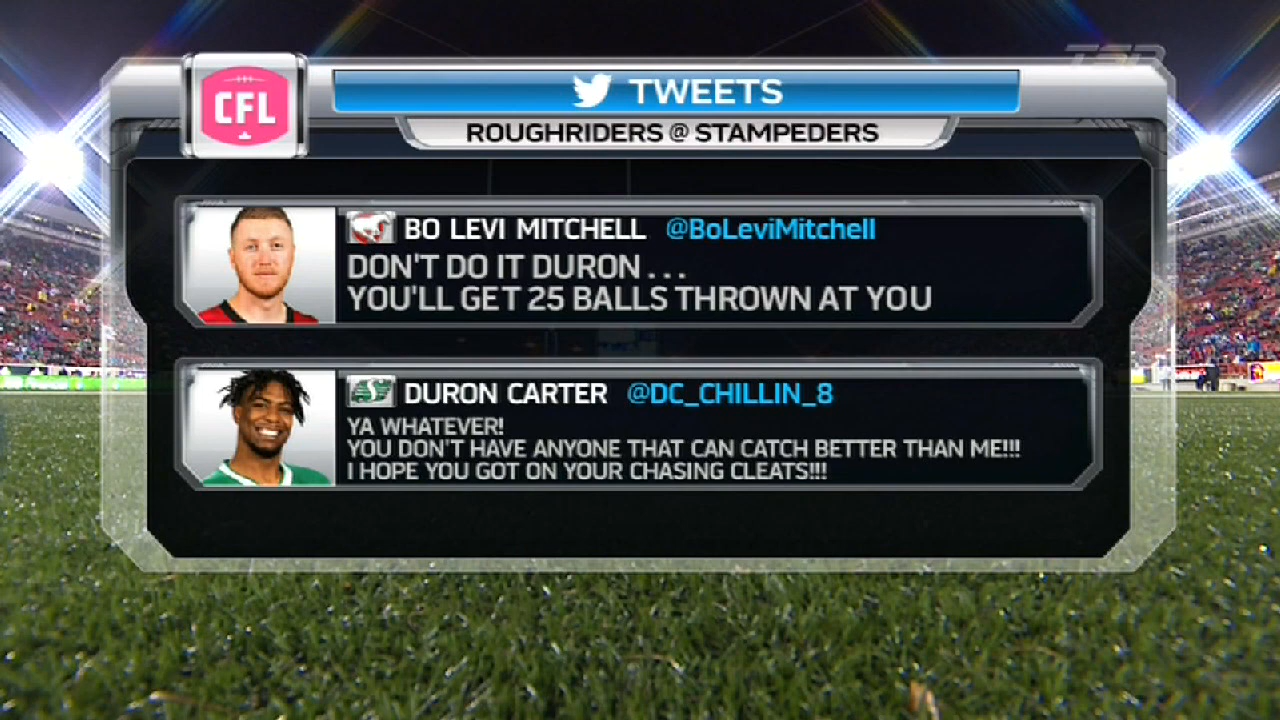 TSN
CFL
TWEETS
ROUGHRIDERS @ STAMPEDERS
BO LEVI MITCHELL @BoLeviMitchell
DON'T DO IT DURON . . .
YOU'LL GET 25 BALLS THROWN AT YOU
DURON CARTER @DC_CHILLIN_8
YA WHATEVER!
YOU DON'T HAVE ANYONE THAT CAN CATCH BETTER THAN ME!!!
I HOPE YOU GOT ON YOUR CHASING CLEATS!!!